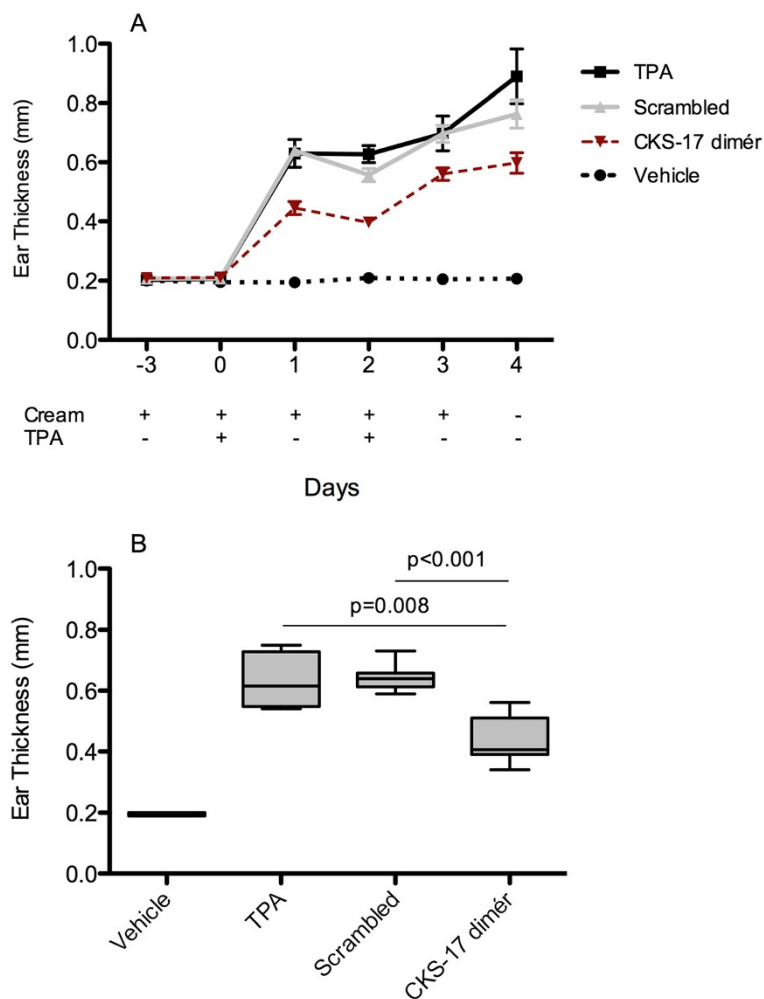 A
Ear Thickness (mm)
1.0
0.8
0.6
0.4
0.2
0.0
-3 0 1 2 3 4
TPA
Scrambled
CKS-17 dimér
Vehicle
Cream + + + + + -
TPA - + - + - -
Days
B
Ear Thickness (mm)
1.0
0.8
0.6
0.4
0.2
0.0
p<0.001
p=0.008
Vehicle
TPA
Scrambled
CKS-17 dimér